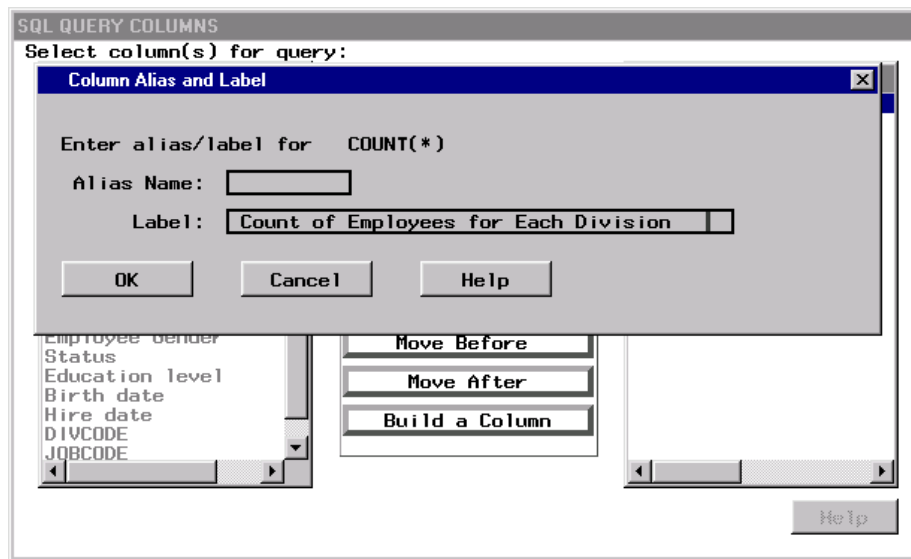 SQL QUERY COLUMNS
Select column(s) for query:
Column Alias and Label
Enter alias/label for COUNT(*)
Alias Name:
Label: Count of Employees for Each Division
OK Cancel Help
Employee Gender
Status
Education level
Birth date
Hire date
DIVCODE
JOBCODE
Move Before
Move After
Build a Column
Help